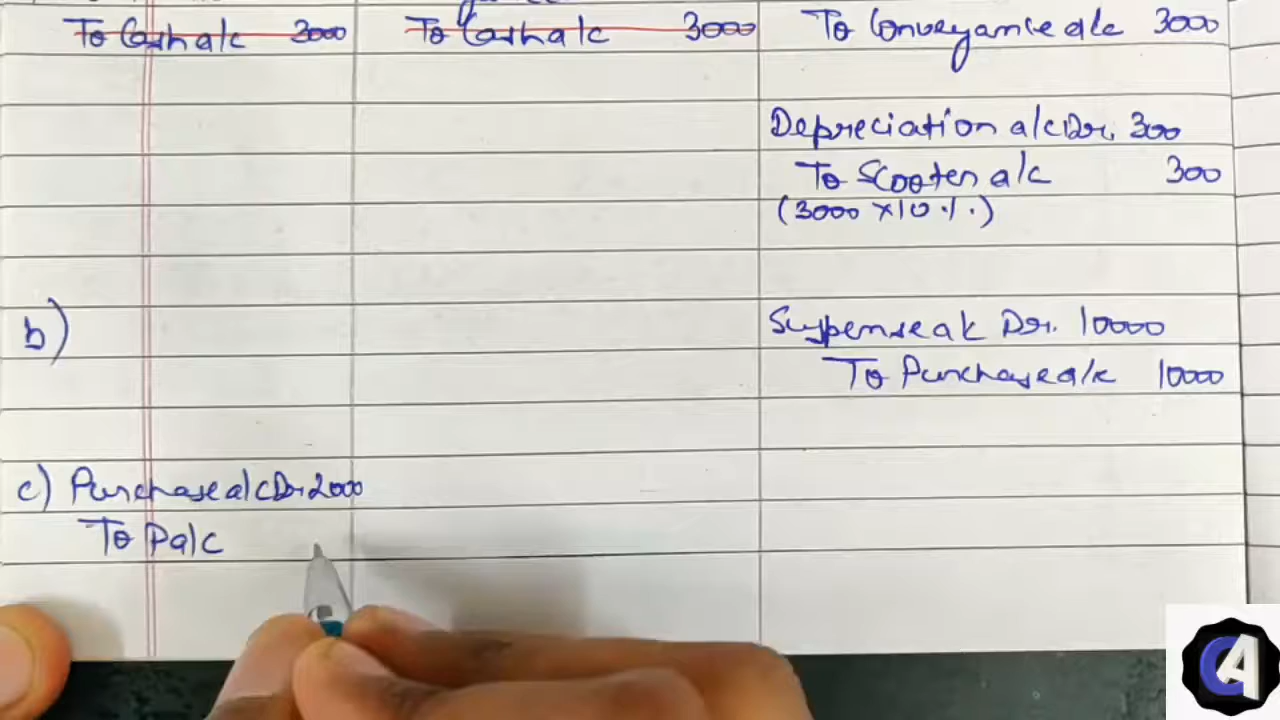 To Cash a/c 3000 To Cash a/c 3000 To Conveyance a/c 3000
Depreciation a/c Dr. 300
To Scooter a/c 300
(3000 x 10 %)
b) Suspense a/c Dr. 10000
To Purchase a/c 10000
c) Purchase a/c Dr. 2000
To P a/c
CA